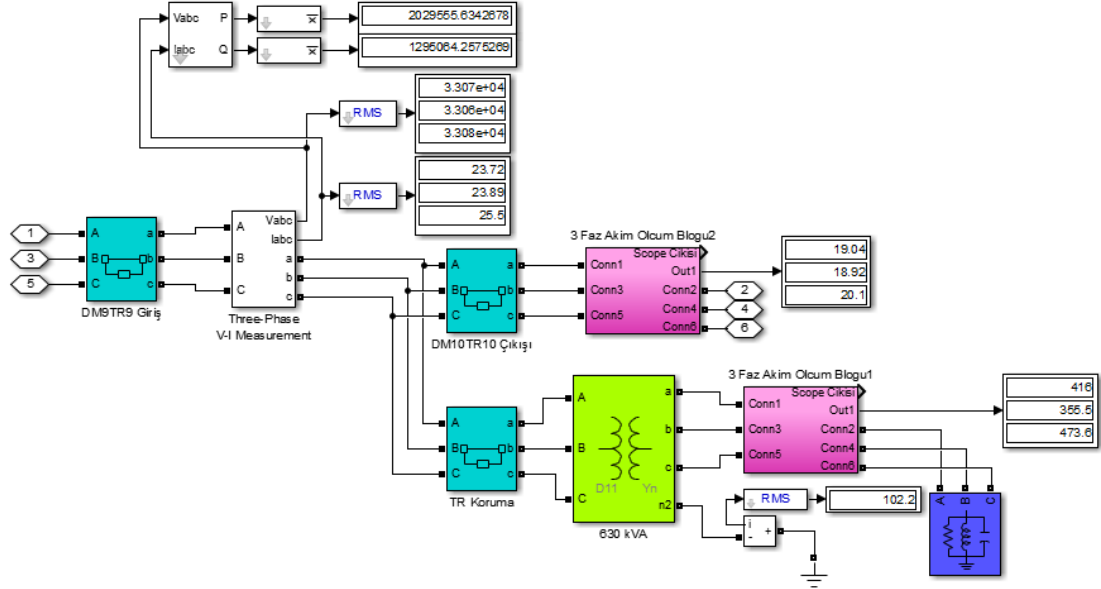 Vabc P
Iabc Q
x
x
2029555.6342678
1295064.2575269
RMS
3.307e+04
3.306e+04
3.308e+04
RMS
23.72
23.89
25.5
1
3
5
A a
B b
C c
DM9TR9 Giriş
A
B
C
Vabc
Iabc
a
b
c
Three-Phase
V-I Measurement
A a
B b
C c
DM10TR10 Çıkışı
3 Faz Akim Olcum Blogu2
Scope Cikisi
Conn1 Out1
Conn3 Conn2
Conn4
Conn5 Conn6
2
4
6
19.04
18.92
20.1
A a
B b
C c
TR Koruma
A a
B b
C c
D11 Yn
n2
630 kVA
3 Faz Akim Olcum Blogu1
Scope Cikisi
Conn1 Out1
Conn3 Conn2
Conn4
Conn5 Conn6
416
355.5
473.6
RMS
102.2
i
+
-
A B C